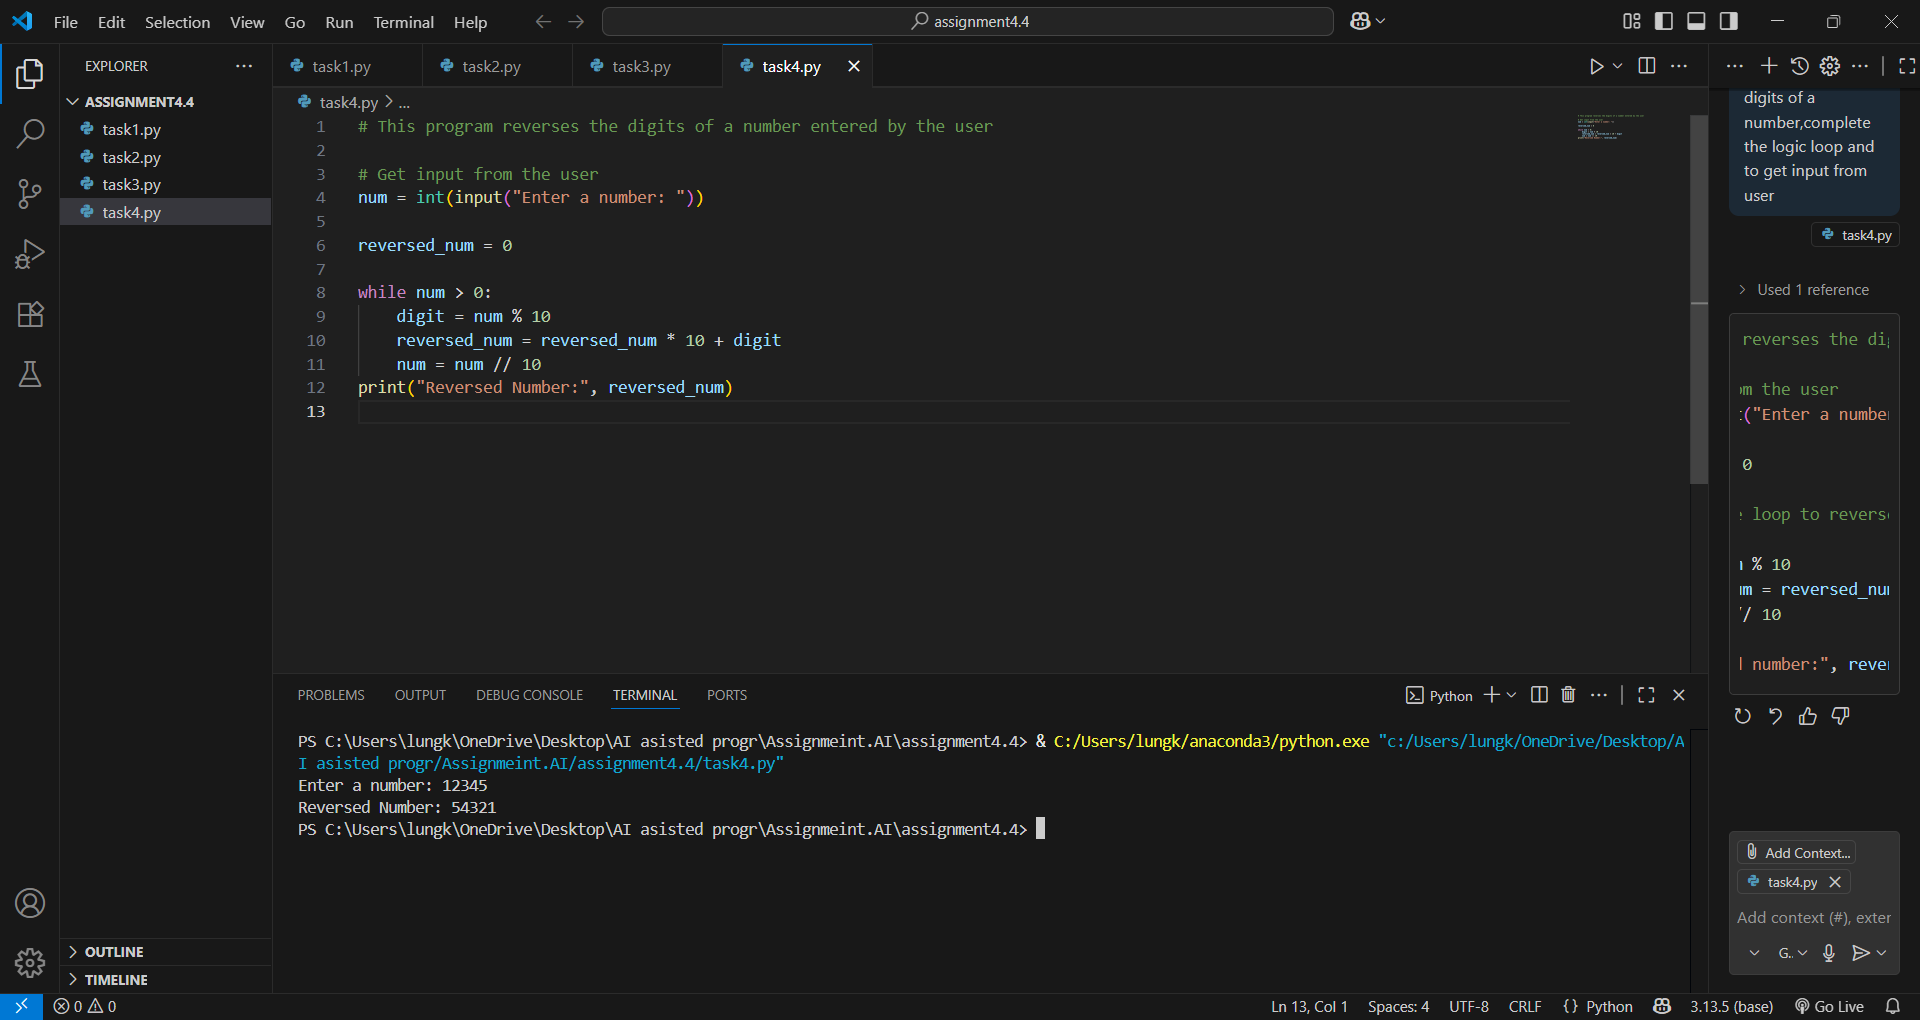 File Edit Selection View Go Run Terminal Help
assignment4.4
EXPLORER
ASSIGNMENT4.4
task1.py
task2.py
task3.py
task4.py
OUTLINE
TIMELINE
task1.py task2.py task3.py task4.py
task4.py > ...
1 # This program reverses the digits of a number entered by the user
2
3 # Get input from the user
4 num = int(input("Enter a number: "))
5
6 reversed_num = 0
7
8 while num > 0:
9 digit = num % 10
10 reversed_num = reversed_num * 10 + digit
11 num = num // 10
12 print("Reversed Number:", reversed_num)
13
PROBLEMS OUTPUT DEBUG CONSOLE TERMINAL PORTS
Python
PS C:\Users\lungk\OneDrive\Desktop\AI asisted progr\Assignmeint.AI\assignment4.4> & C:/Users/lungk/anaconda3/python.exe "c:/Users/lungk/OneDrive/Desktop/A
I asisted progr/Assignmeint.AI/assignment4.4/task4.py"
Enter a number: 12345
Reversed Number: 54321
PS C:\Users\lungk\OneDrive\Desktop\AI asisted progr\Assignmeint.AI\assignment4.4>
digits of a
number,complete
the logic loop and
to get input from
user
task4.py
Used 1 reference
reverses the di
m the user
("Enter a numbe
0
loop to revers
% 10
m = reversed_nu
/ 10
number:", reve
Add Context...
task4.py
Add context (#), exter
G..
0 0
Ln 13, Col 1 Spaces: 4 UTF-8 CRLF {} Python 3.13.5 (base) Go Live